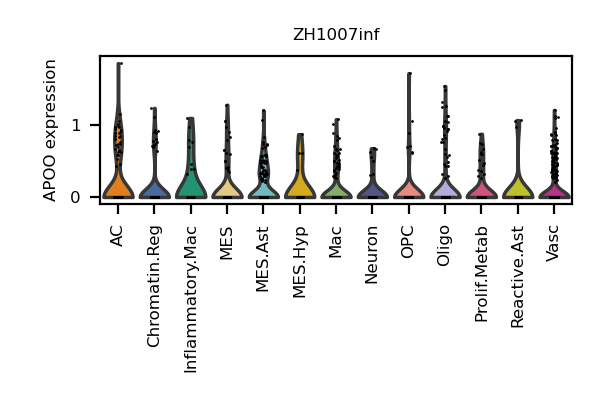 ZH1007inf
APOO expression
1
0
AC
Chromatin.Reg
Inflammatory.Mac
MES
MES.Ast
MES.Hyp
Mac
Neuron
OPC
Oligo
Prolif.Metab
Reactive.Ast
Vasc